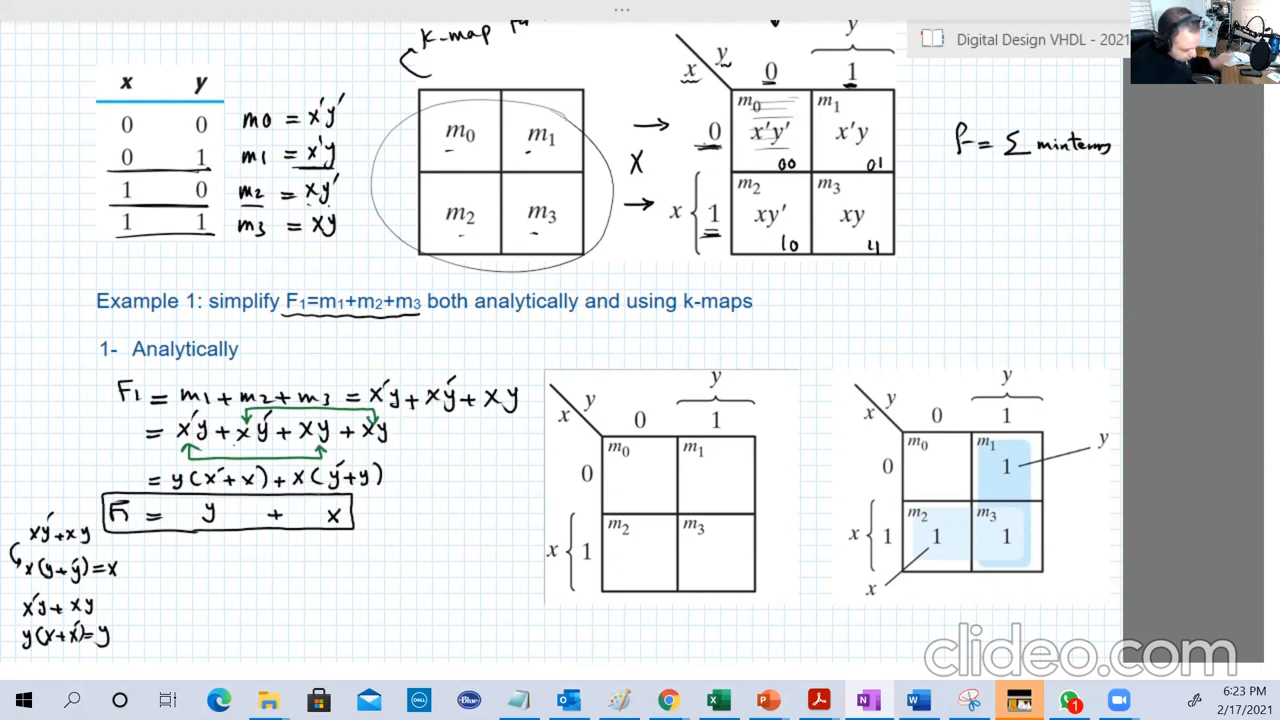 K-map
Digital Design VHDL - 2021
x y
0 0 m0 = x'y'
0 1 m1 = x'y
1 0 m2 = xy'
1 1 m3 = xy
m0 m1
m2 m3
X
y
x y 0 1
0 m0 x'y' 00 m1 x'y 01
x { 1 m2 xy' 10 m3 xy 11
F = Σ minterms
Example 1: simplify F1=m1+m2+m3 both analytically and using k-maps
1- Analytically
F1 = m1 + m2 + m3 = x'y + xy' + xy
= x'y + xy' + xy + xy
= y(x'+x) + x(y'+y)
F1 = y + x
xy' + xy
x(y+y') = x
x'y + xy
y(x+x') = y
y
x y 0 1
0 m0 m1
x { 1 m2 m3
y
x y 0 1
0 m0 m1 1 y
x { 1 m2 1 m3 1
x
clideo.com
DELL
Blue
1
6:23 PM
2/17/2021